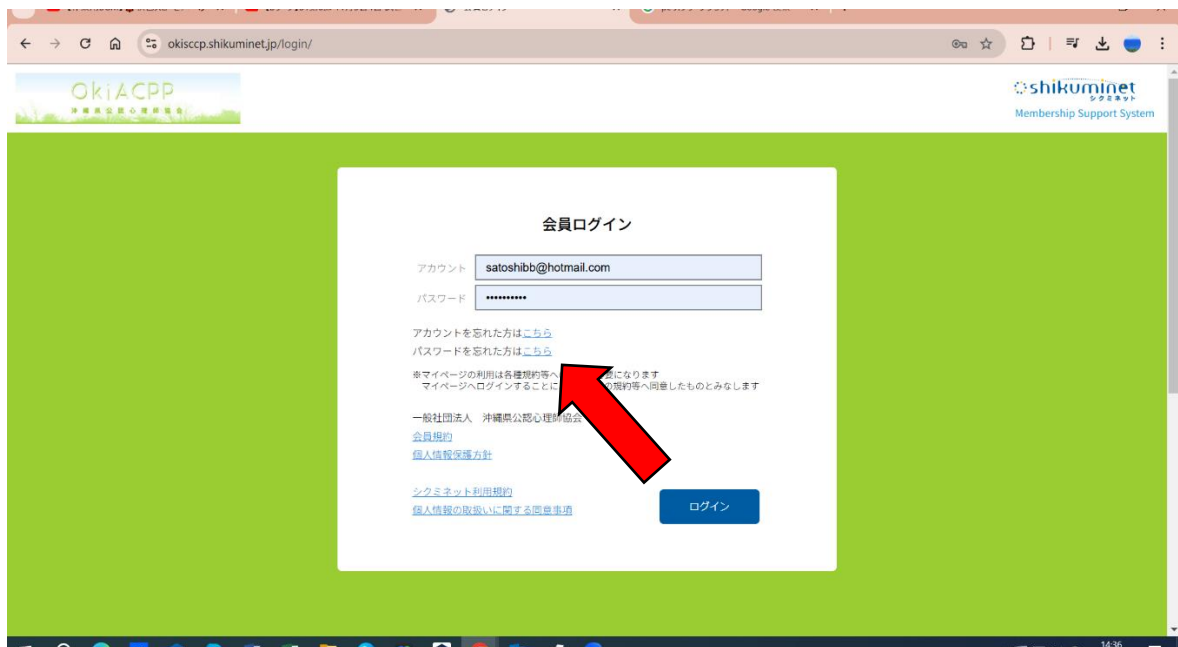 okisccp.shikuminet.jp/login/
OkiACPP
shikuminet
シクミネット
Membership Support System
会員ログイン
アカウント satoshibb@hotmail.com
パスワード ••••••••••
アカウントを忘れた方はこちら
パスワードを忘れた方はこちら
※マイページの利用は各種規約等へ 要になります
マイページへログインすることに の規約等へ同意したものとみなします
一般社団法人 沖縄県公認心理師協会
会員規約
個人情報保護方針
シクミネット利用規約
個人情報の取扱いに関する同意事項
ログイン
14:36